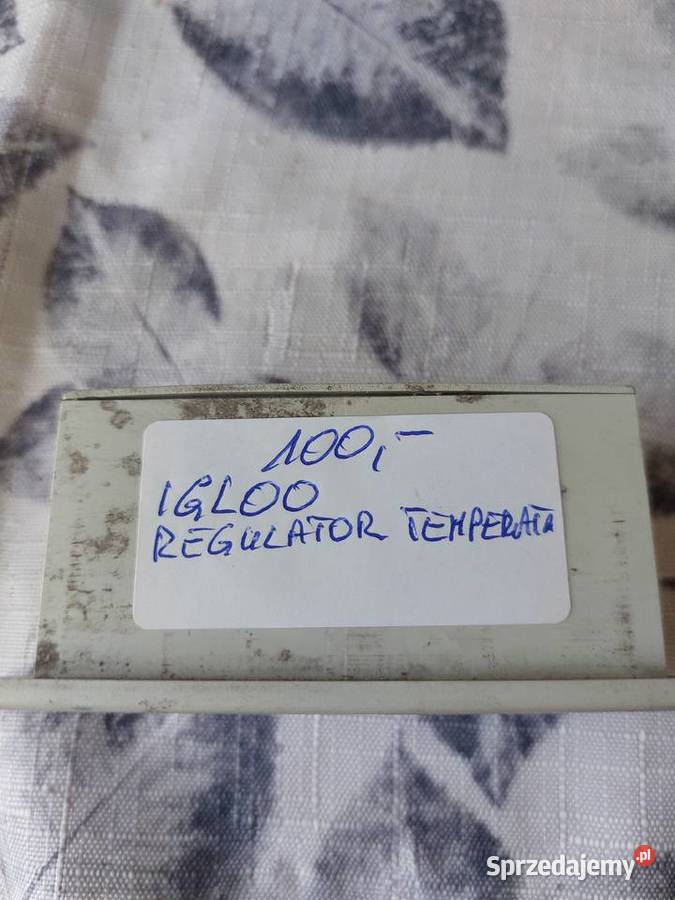 100,-
IGLOO
REGULATOR TEMPERATA
Sprzedajemy.pl